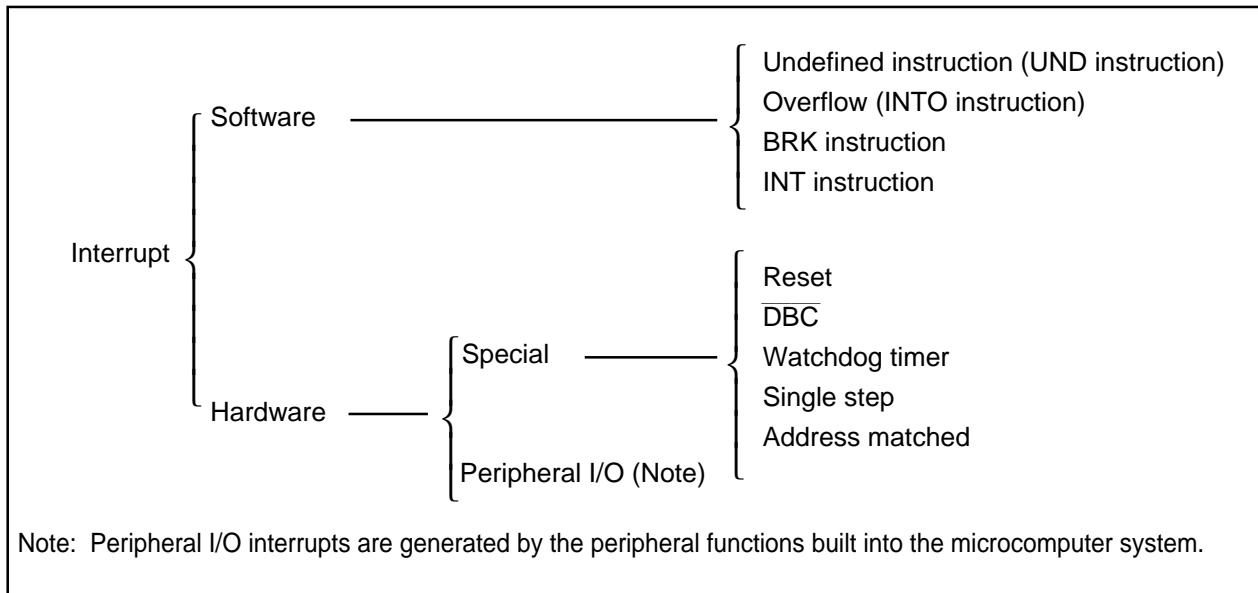 Undefined instruction (UND instruction)
Overflow (INTO instruction)
BRK instruction
INT instruction
Software
Interrupt
Hardware
Special
Peripheral I/O (Note)
Reset
D̅B̅C̅
Watchdog timer
Single step
Address matched
Note: Peripheral I/O interrupts are generated by the peripheral functions built into the microcomputer system.